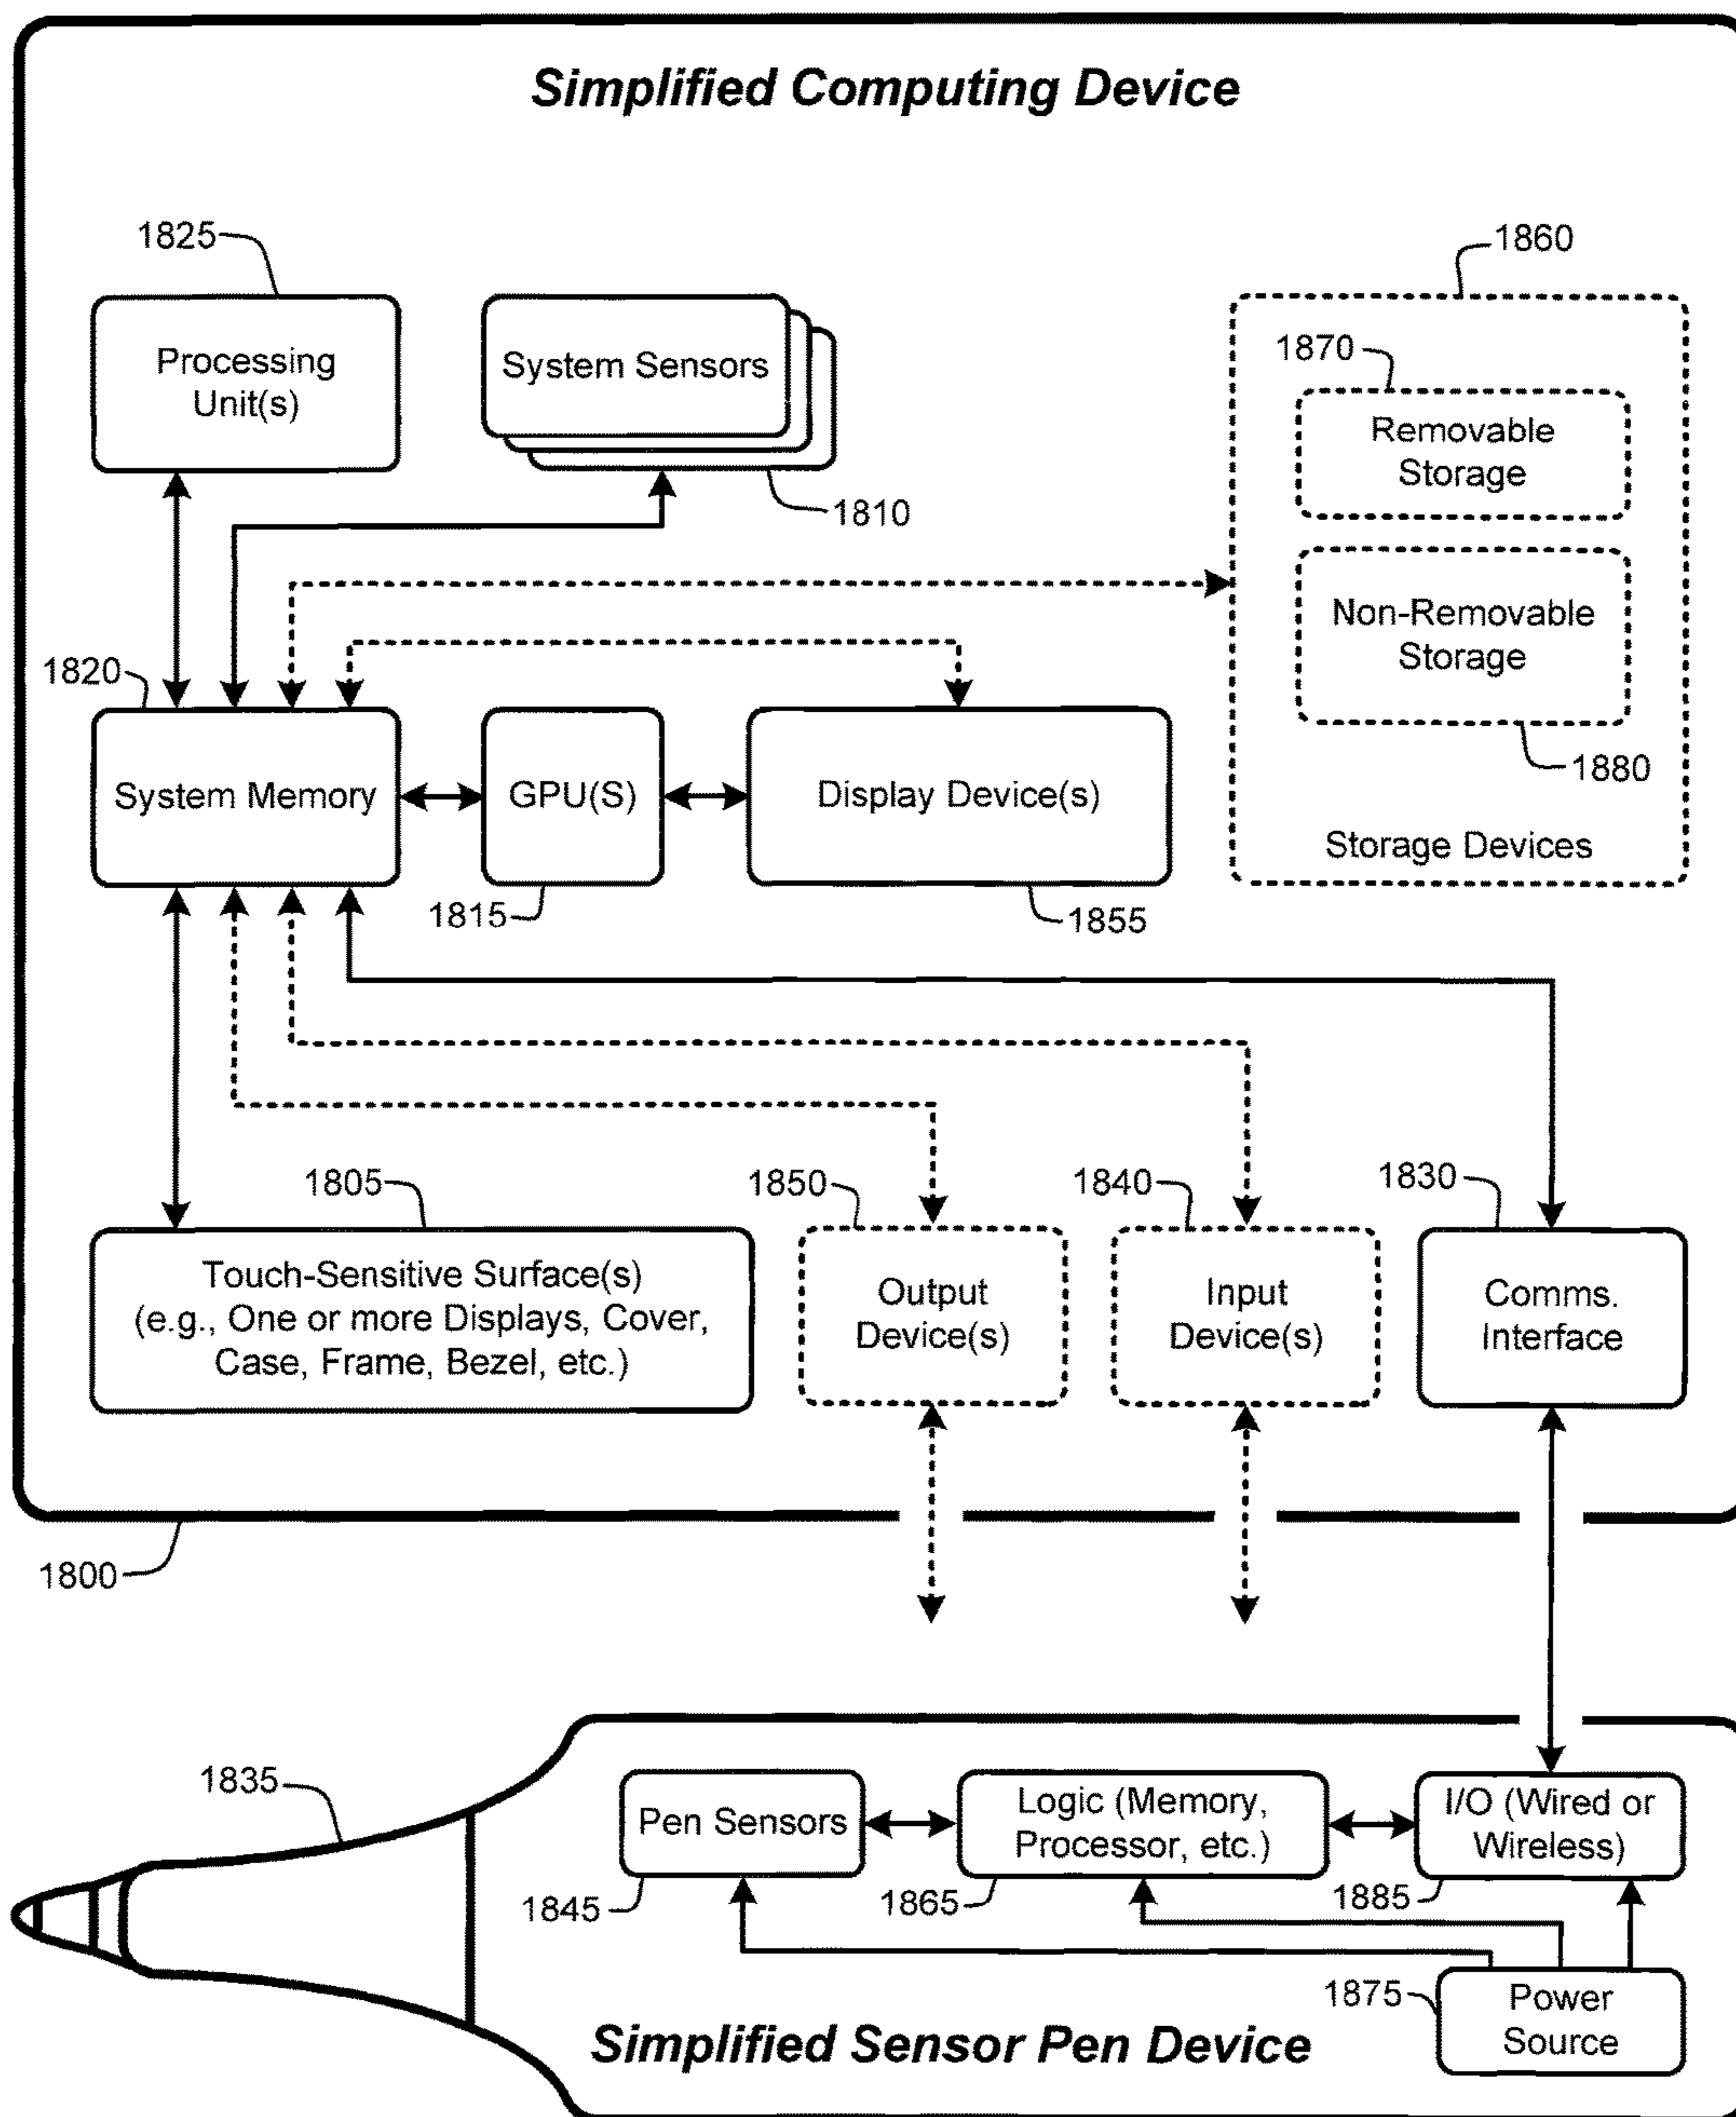 Simplified Computing Device
1825
1860
Processing
Unit(s)
System Sensors
1870
Removable
Storage
1810
Non-Removable
Storage
1820
1880
System Memory
GPU(S)
Display Device(s)
Storage Devices
1815
1855
1805
1850
1840
1830
Touch-Sensitive Surface(s)
(e.g., One or more Displays, Cover,
Case, Frame, Bezel, etc.)
Output
Device(s)
Input
Device(s)
Comms.
Interface
1800
1835
Pen Sensors
Logic (Memory,
Processor, etc.)
I/O (Wired or
Wireless)
1845
1865
1885
1875
Power
Source
Simplified Sensor Pen Device